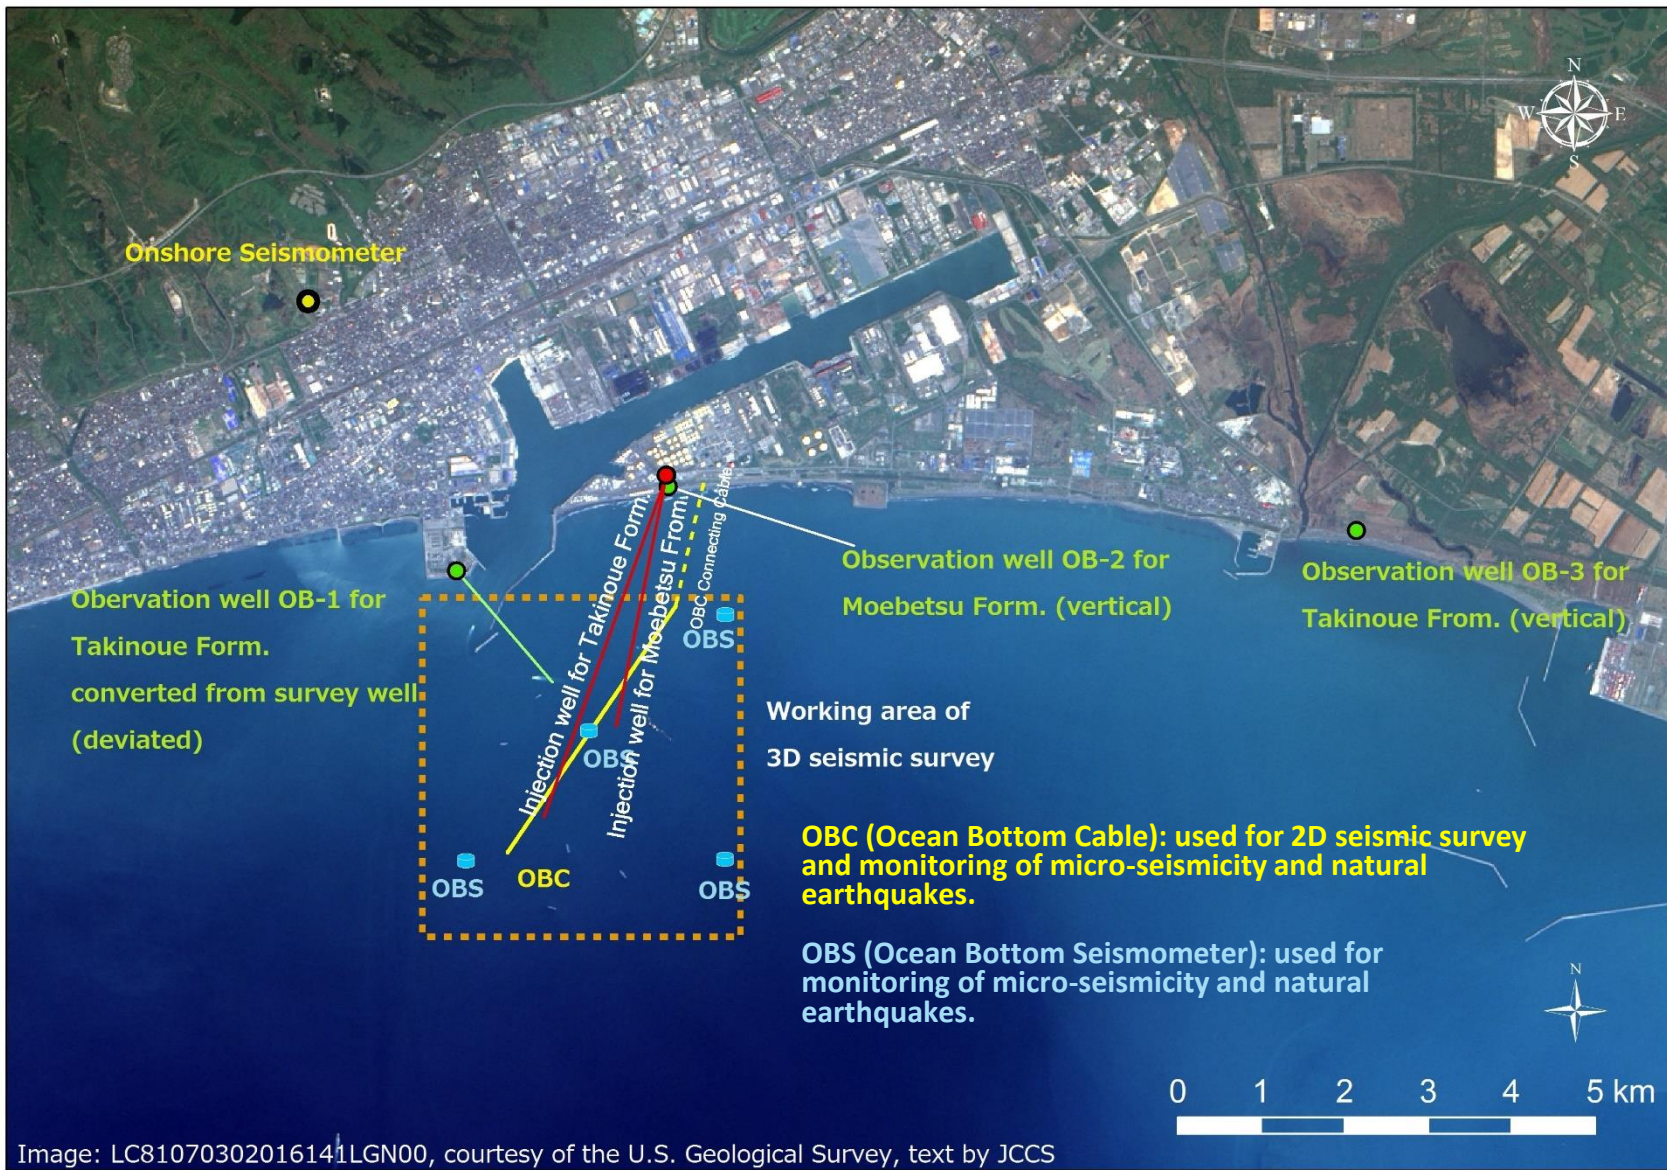 N
W E
S
Onshore Seismometer
Injection well for Takinoue Form.
Injection well for Moebetsu From.
OBC Connecting Cable
Obervation well OB-1 for
Takinoue Form.
converted from survey well
(deviated)
Observation well OB-2 for
Moebetsu Form. (vertical)
Observation well OB-3 for
Takinoue From. (vertical)
OBS
OBS
OBS
OBC
OBS
Working area of
3D seismic survey
OBC (Ocean Bottom Cable): used for 2D seismic survey
and monitoring of micro-seismicity and natural
earthquakes.
OBS (Ocean Bottom Seismometer): used for
monitoring of micro-seismicity and natural
earthquakes.
N
0 1 2 3 4 5 km
Image: LC81070302016141LGN00, courtesy of the U.S. Geological Survey, text by JCCS